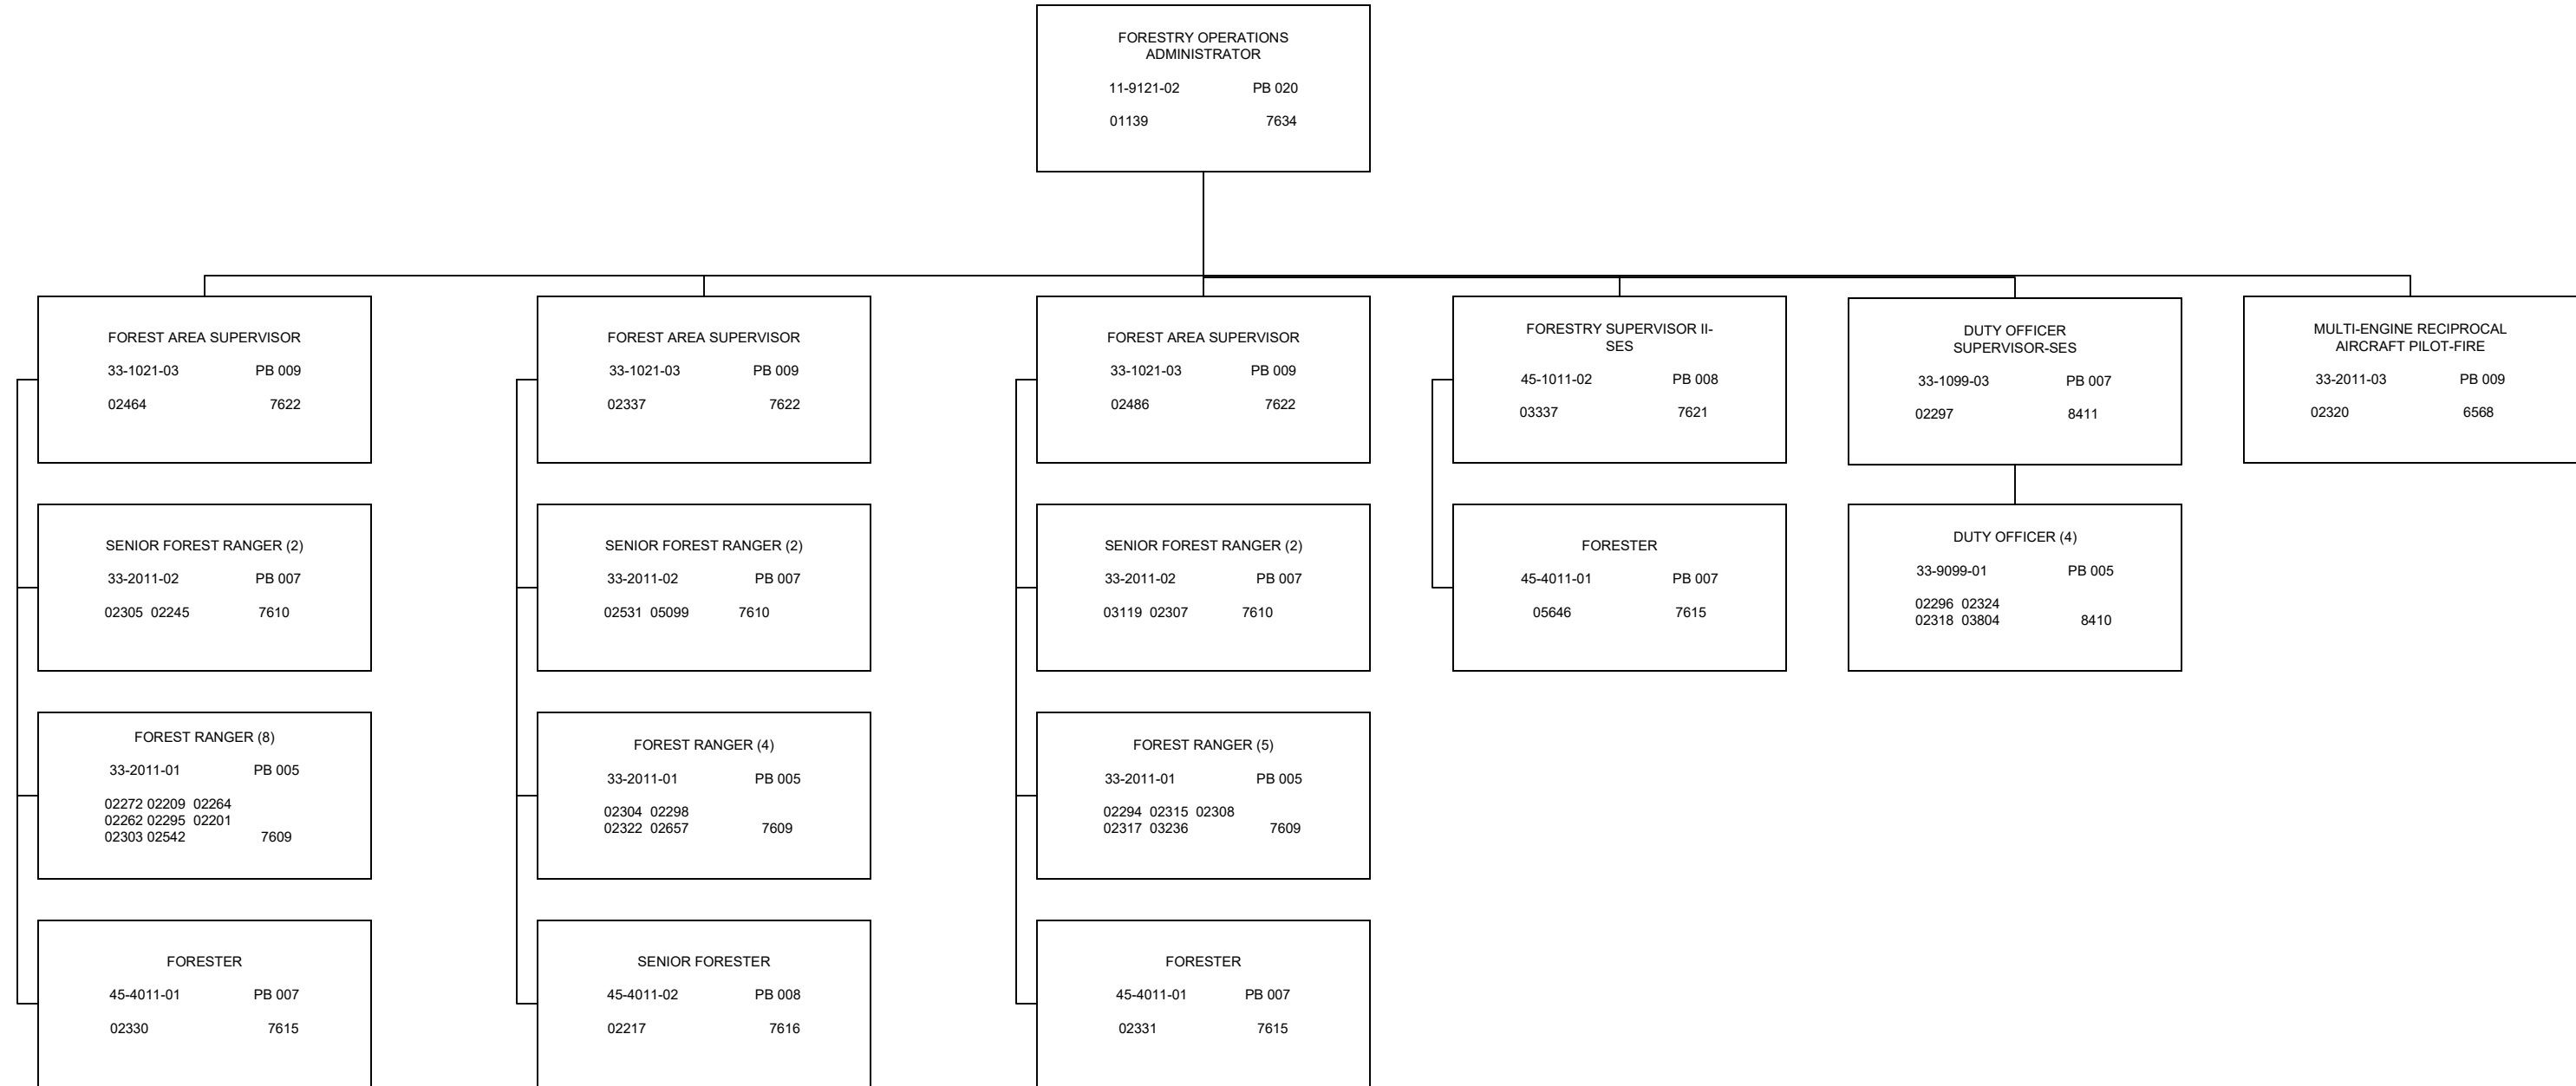 FORESTRY OPERATIONS
ADMINISTRATOR
11-9121-02 PB 020
01139 7634
FOREST AREA SUPERVISOR
33-1021-03 PB 009
02464 7622
FOREST AREA SUPERVISOR
33-1021-03 PB 009
02337 7622
FOREST AREA SUPERVISOR
33-1021-03 PB 009
02486 7622
FORESTRY SUPERVISOR II-
SES
45-1011-02 PB 008
03337 7621
DUTY OFFICER
SUPERVISOR-SES
33-1099-03 PB 007
02297 8411
MULTI-ENGINE RECIPROCAL
AIRCRAFT PILOT-FIRE
33-2011-03 PB 009
02320 6568
SENIOR FOREST RANGER (2)
33-2011-02 PB 007
02305 02245 7610
SENIOR FOREST RANGER (2)
33-2011-02 PB 007
02531 05099 7610
SENIOR FOREST RANGER (2)
33-2011-02 PB 007
03119 02307 7610
FORESTER
45-4011-01 PB 007
05646 7615
DUTY OFFICER (4)
33-9099-01 PB 005
02296 02324
02318 03804 8410
FOREST RANGER (8)
33-2011-01 PB 005
02272 02209 02264
02262 02295 02201
02303 02542 7609
FOREST RANGER (4)
33-2011-01 PB 005
02304 02298
02322 02657 7609
FOREST RANGER (5)
33-2011-01 PB 005
02294 02315 02308
02317 03236 7609
FORESTER
45-4011-01 PB 007
02330 7615
SENIOR FORESTER
45-4011-02 PB 008
02217 7616
FORESTER
45-4011-01 PB 007
02331 7615